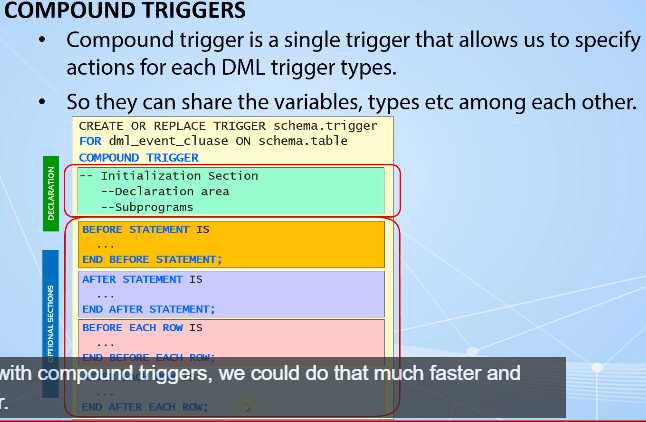 COMPOUND TRIGGERS
• Compound trigger is a single trigger that allows us to specify
actions for each DML trigger types.
• So they can share the variables, types etc among each other.
CREATE OR REPLACE TRIGGER schema.trigger
FOR dml_event_cluase ON schema.table
COMPOUND TRIGGER
DECLARATION
-- Initialization Section
--Declaration area
--Subprograms
OPTIONAL SECTIONS
BEFORE STATEMENT IS
...
END BEFORE STATEMENT;
AFTER STATEMENT IS
...
END AFTER STATEMENT;
BEFORE EACH ROW IS
...
END BEFORE EACH ROW;
with compound triggers, we could do that much faster and
r.
...
END AFTER EACH ROW;